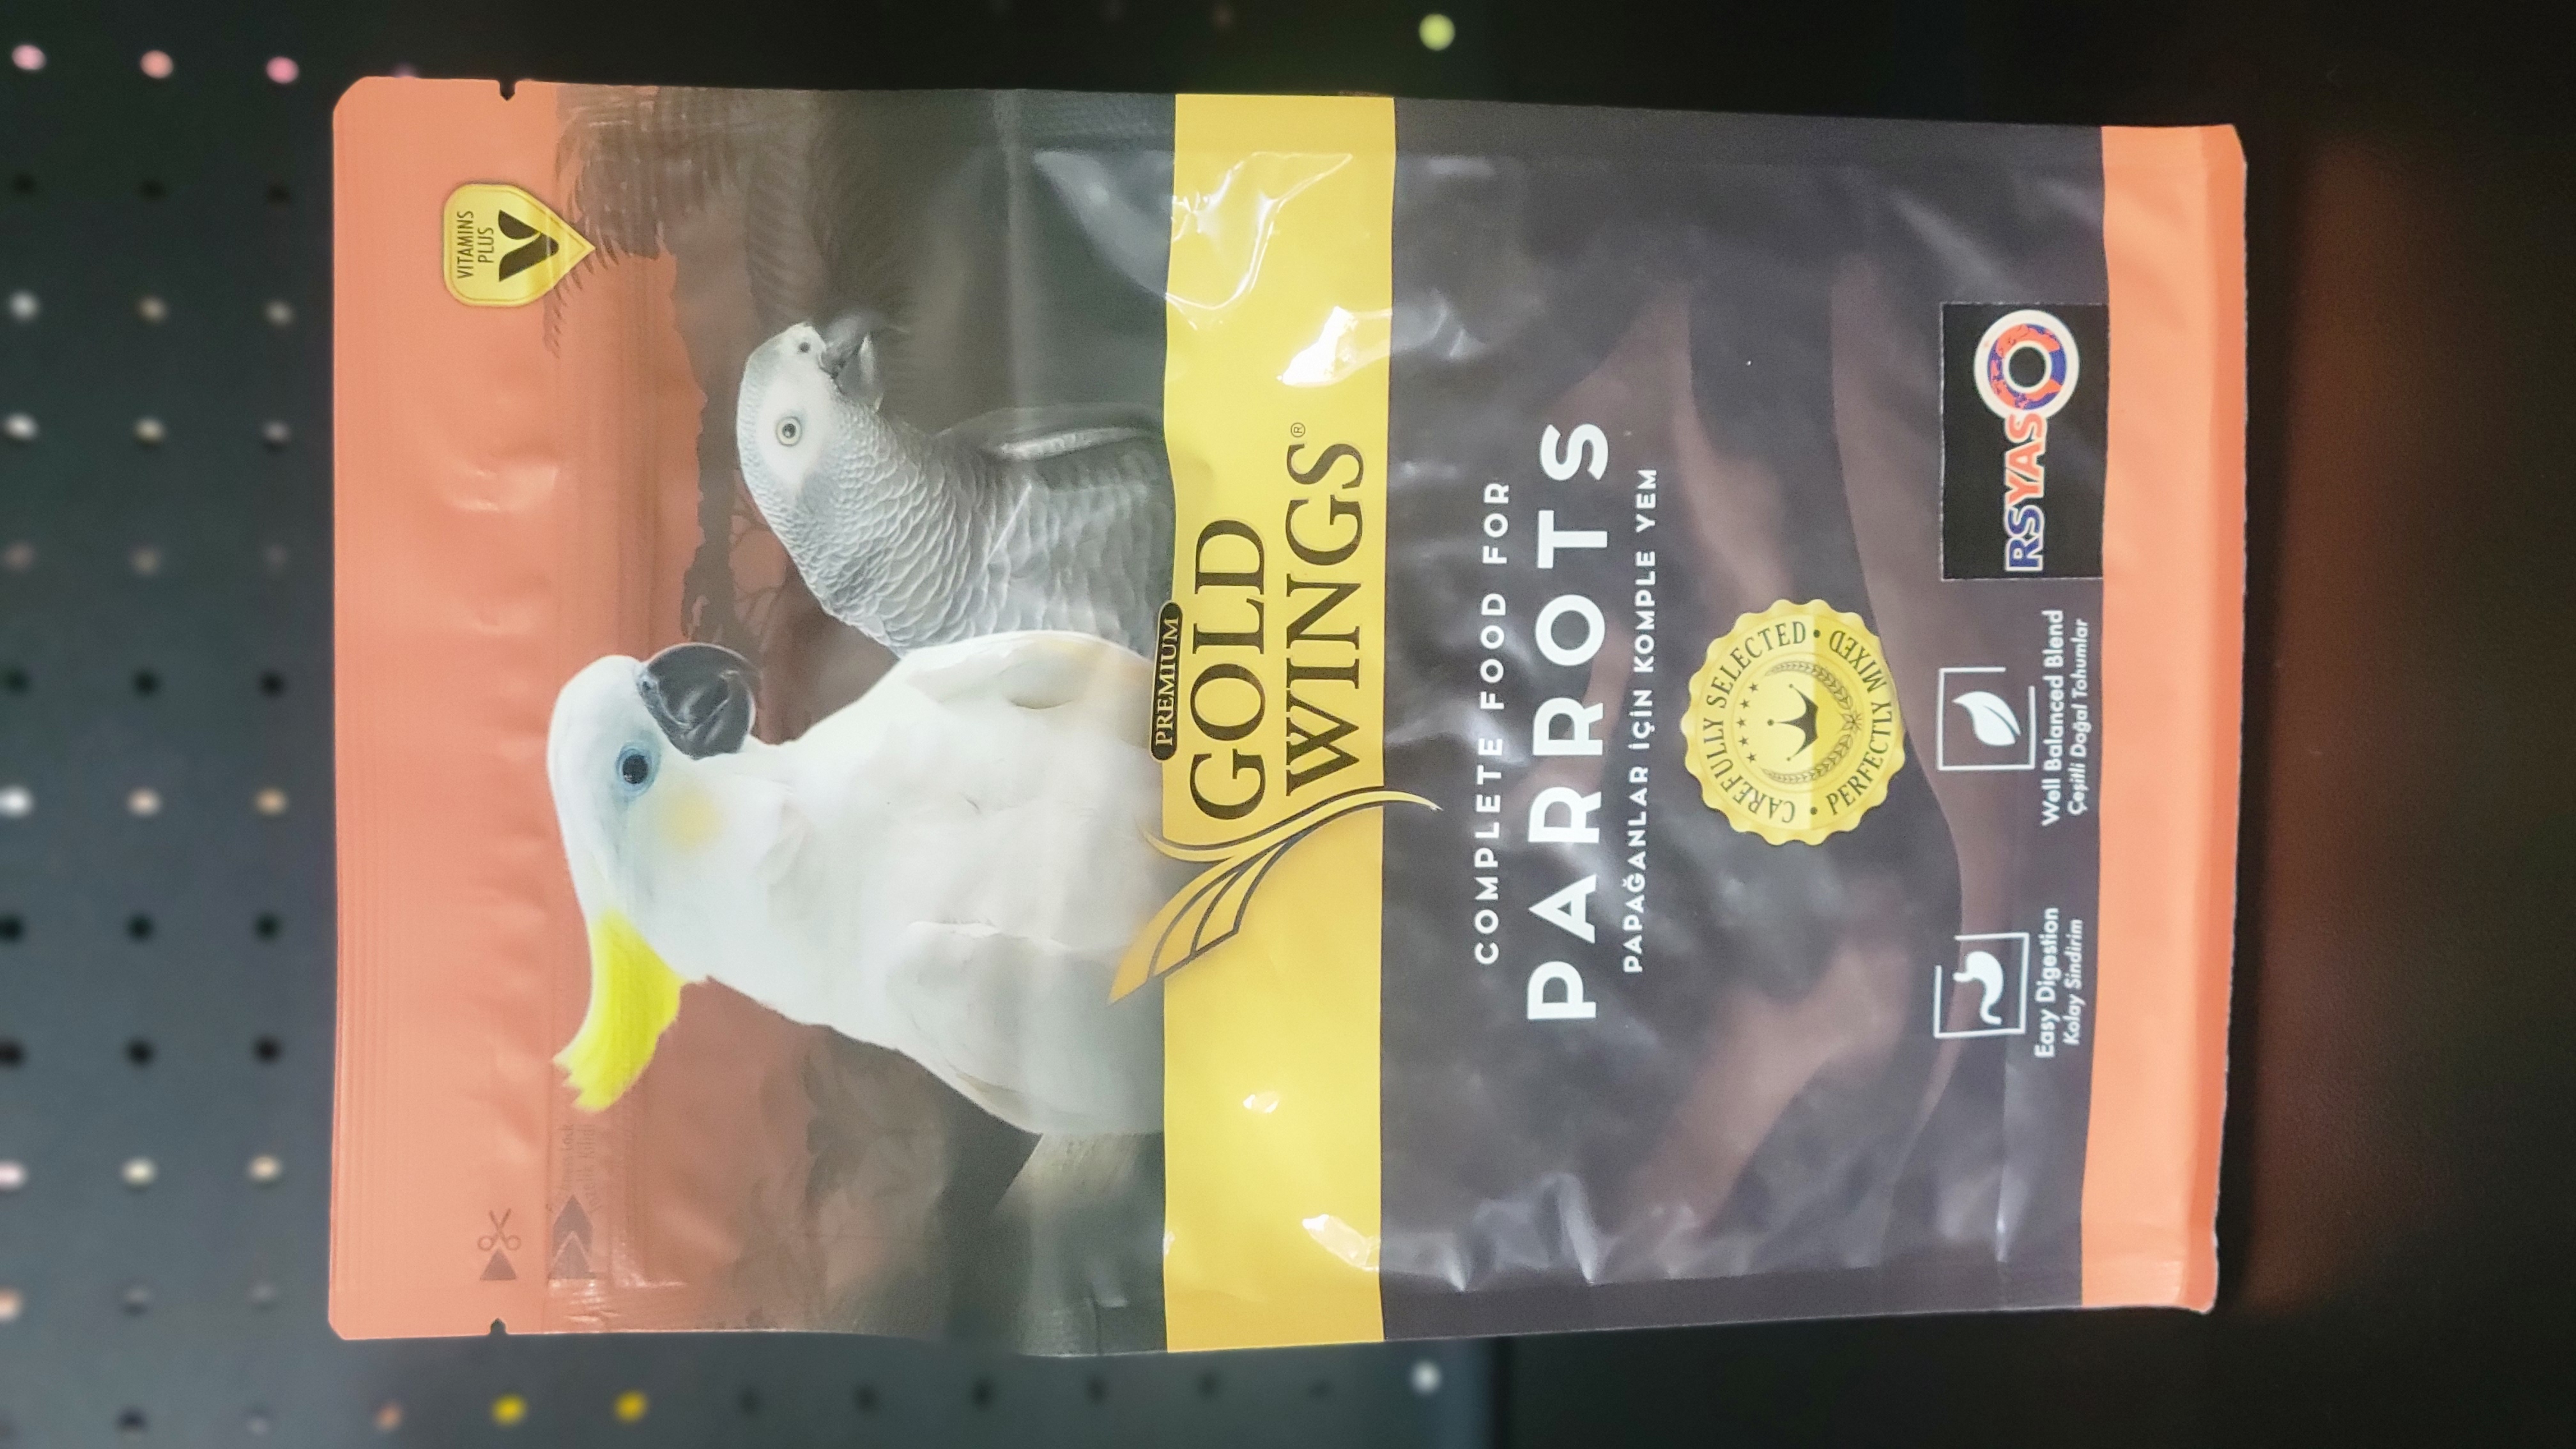 VITAMINS
PLUS
V
PREMIUM
GOLD
WINGS®
COMPLETE FOOD FOR
PARROTS
PAPAĞANLAR İÇİN KOMPLE YEM
CAREFULLY SELECTED • PERFECTLY MIXED •
Easy Digestion
Kolay Sindirim
Well Balanced Blend
Çeşitli Doğal Tohumlar
RSYASO